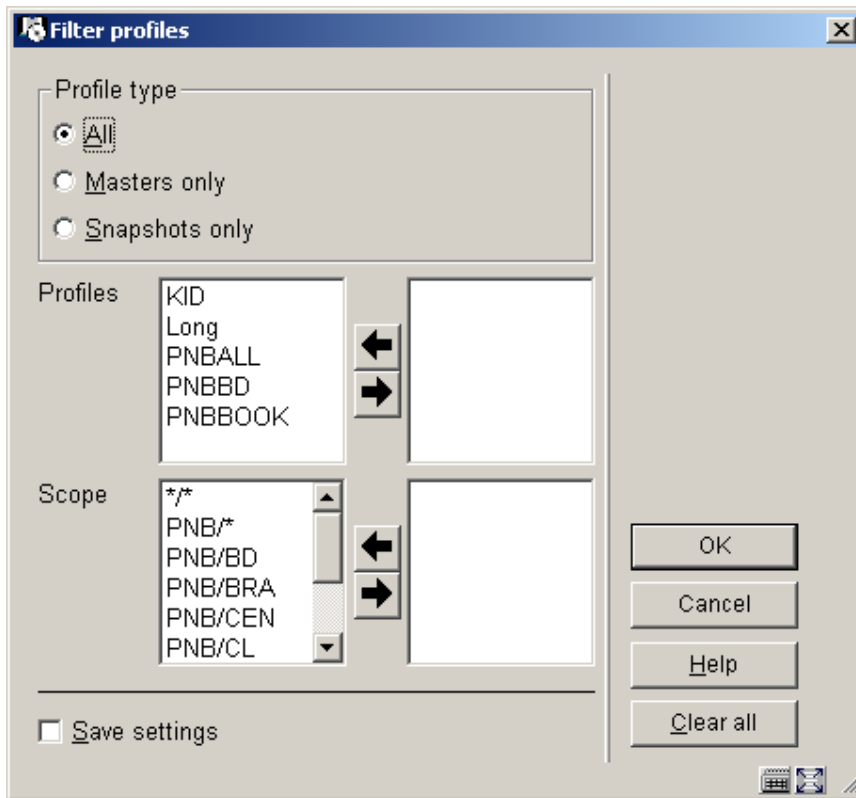 Filter profiles
Profile type
All
Masters only
Snapshots only
Profiles
KID
Long
PNBALL
PNBBD
PNBBOOK
Scope
*/*
PNB/*
PNB/BD
PNB/BRA
PNB/CEN
PNB/CL
OK
Cancel
Help
Clear all
Save settings